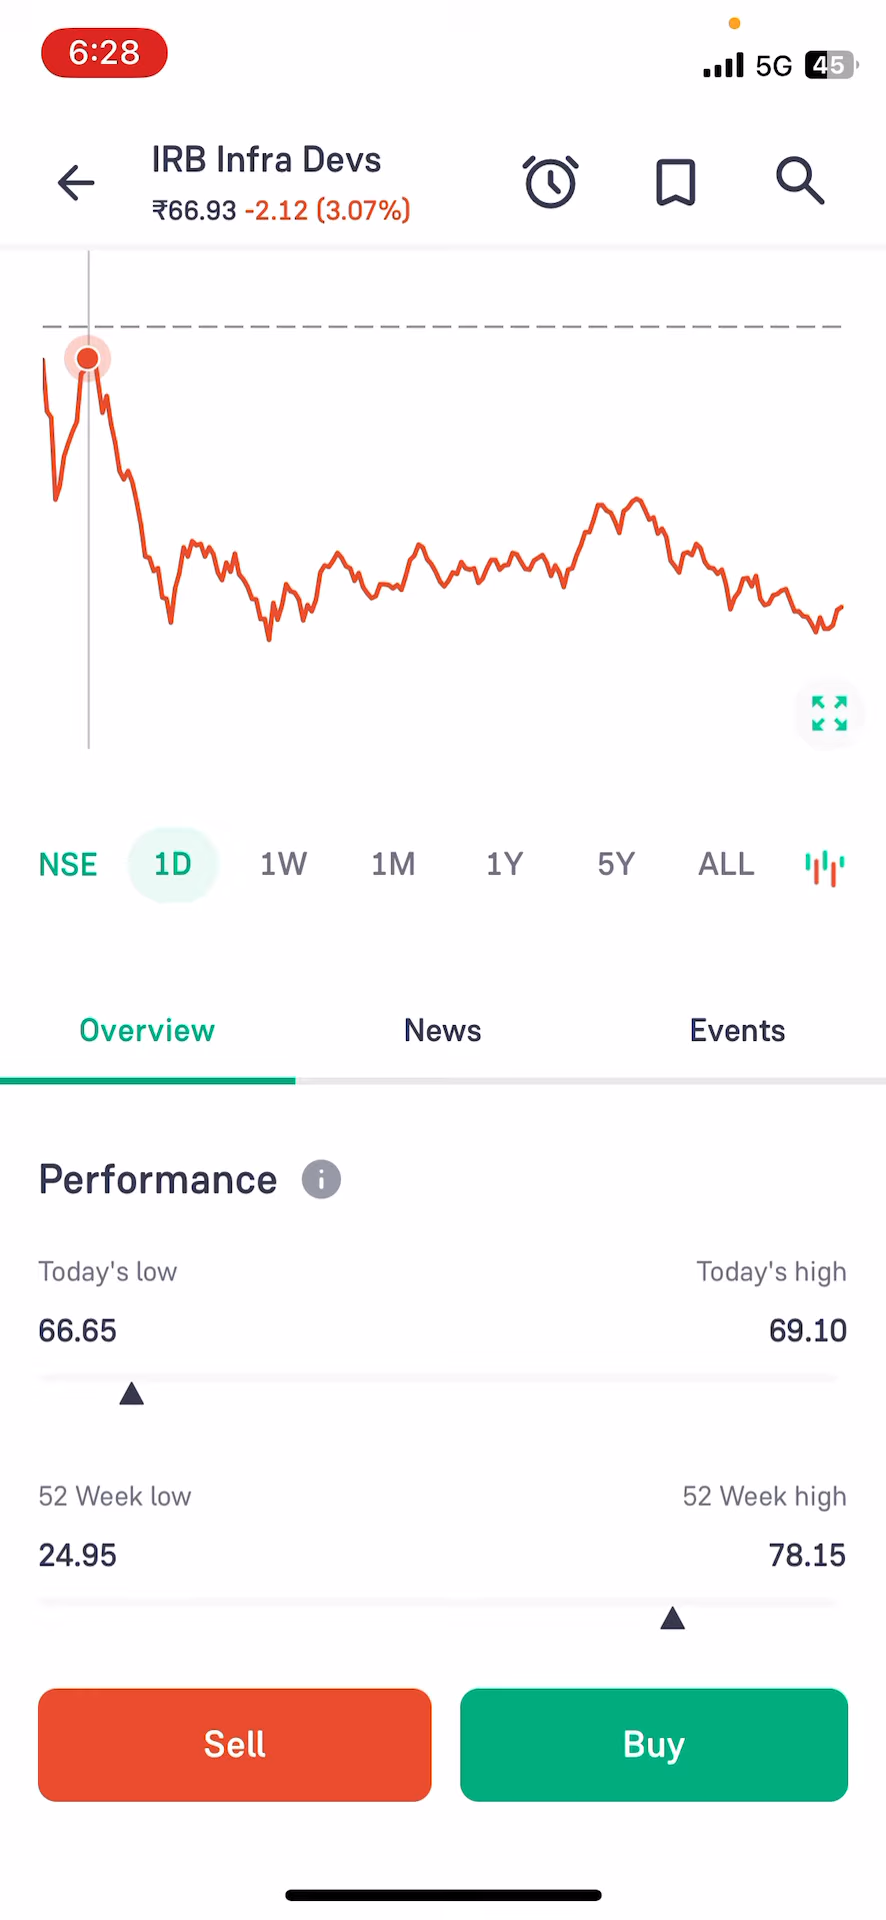 6:28
5G 45
IRB Infra Devs
₹66.93 -2.12 (3.07%)
NSE 1D 1W 1M 1Y 5Y ALL
Overview News Events
Performance
Today's low Today's high
66.65 69.10
52 Week low 52 Week high
24.95 78.15
Sell Buy